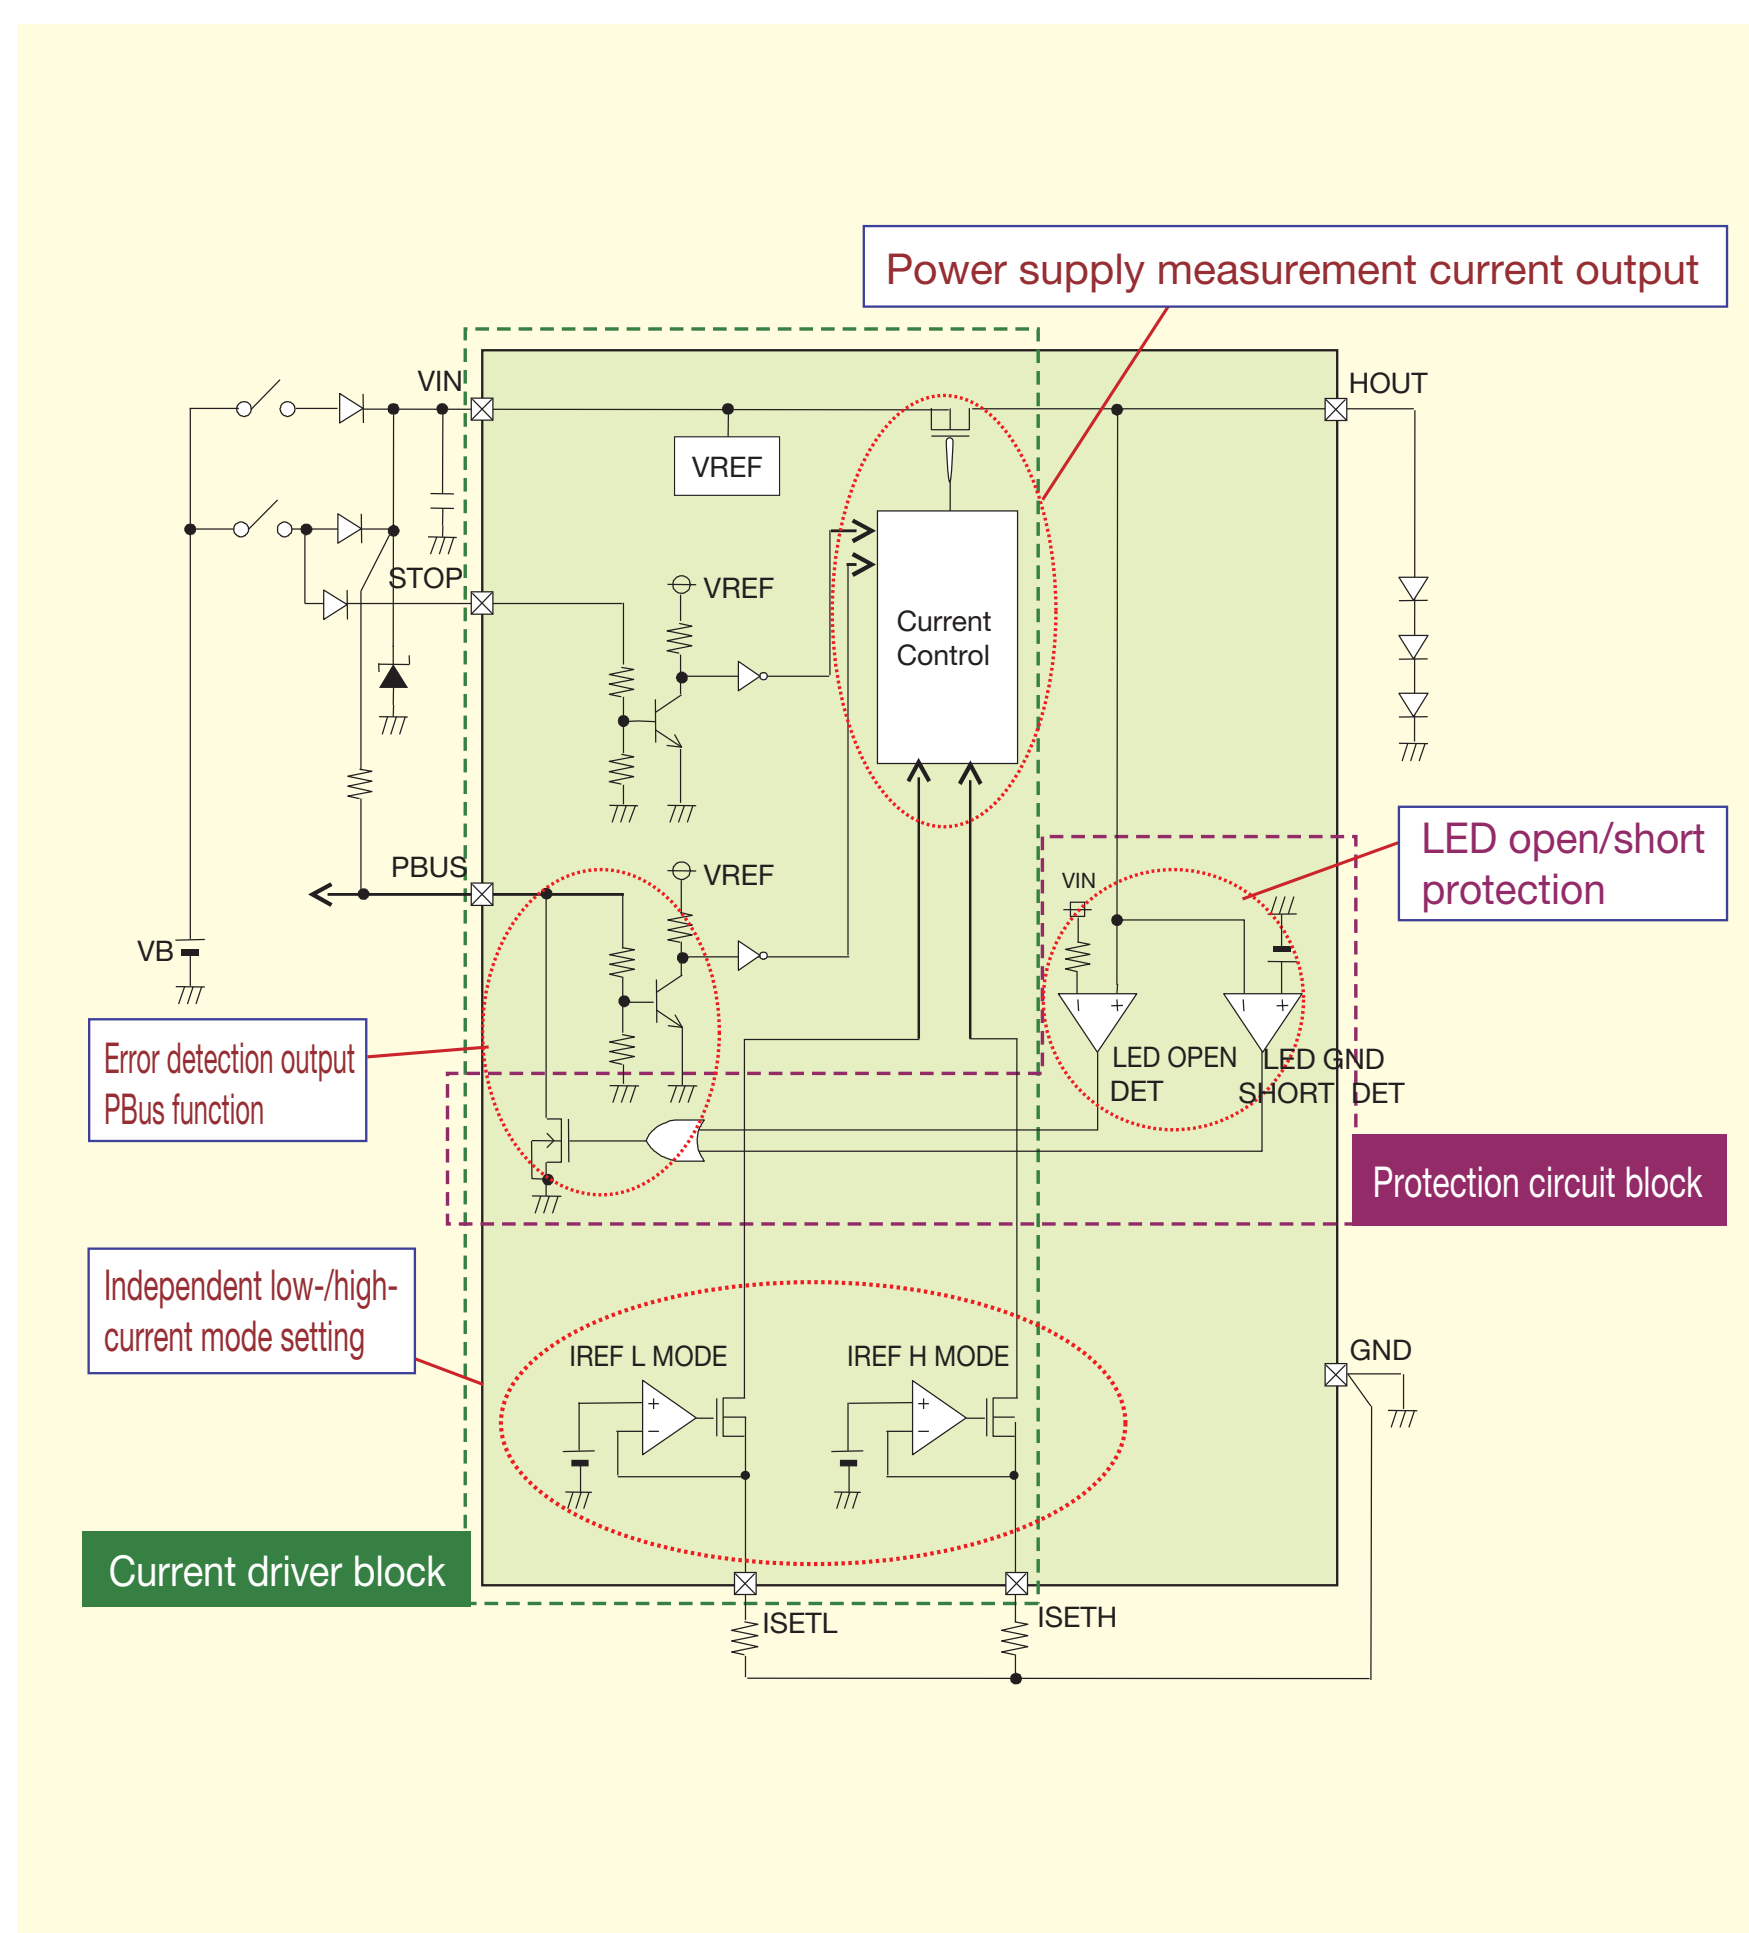 Power supply measurement current output
VIN
HOUT
VREF
STOP
VREF
Current
Control
LED open/short
protection
PBUS
VREF
VIN
VB
Error detection output
PBus function
LED OPEN
DET
LED GND
SHORT DET
Protection circuit block
Independent low-/high-
current mode setting
IREF L MODE
IREF H MODE
GND
Current driver block
ISETL
ISETH